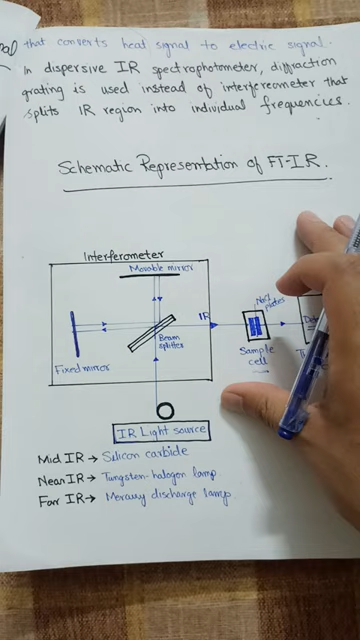 that converts heat signal to electric signal.
In dispersive IR spectrophotometer, diffraction
grating is used instead of interferometer that
splits IR region into individual frequencies.
Schematic Representation of FT-IR.
Interferometer
Movable mirror
Fixed mirror
Beam
splitter
IR
NaCl
plates
Sample
cell
IR Light source
Mid IR → Silicon carbide
Near IR → Tungsten-halogen lamp
Far IR → Mercury discharge lamp